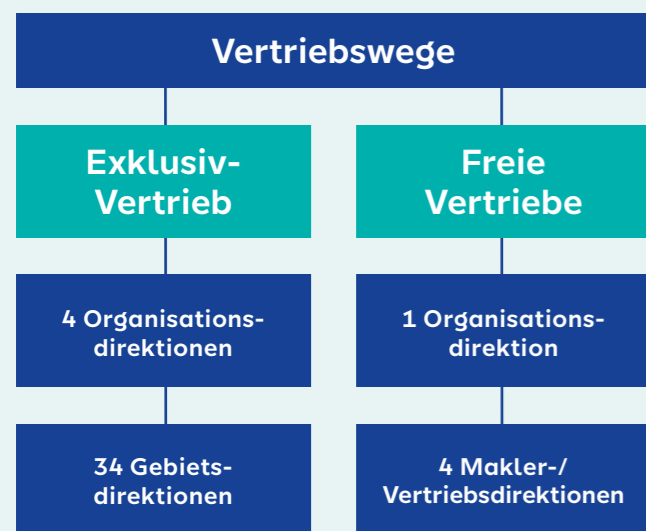 Vertriebswege
Exklusiv-
Vertrieb
Freie
Vertriebe
4 Organisations-
direktionen
1 Organisations-
direktion
34 Gebiets-
direktionen
4 Makler-/
Vertriebsdirektionen